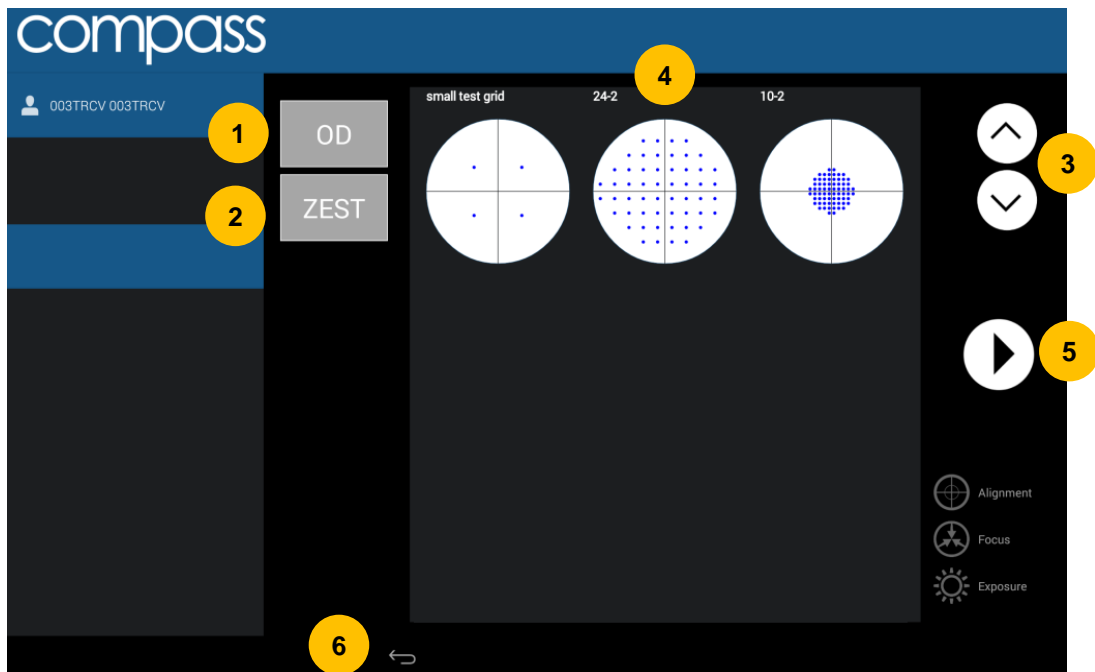 compass
003TRCV 003TRCV
1
OD
2
ZEST
4
small test grid 24-2 10-2
3
5
Alignment
Focus
Exposure
6